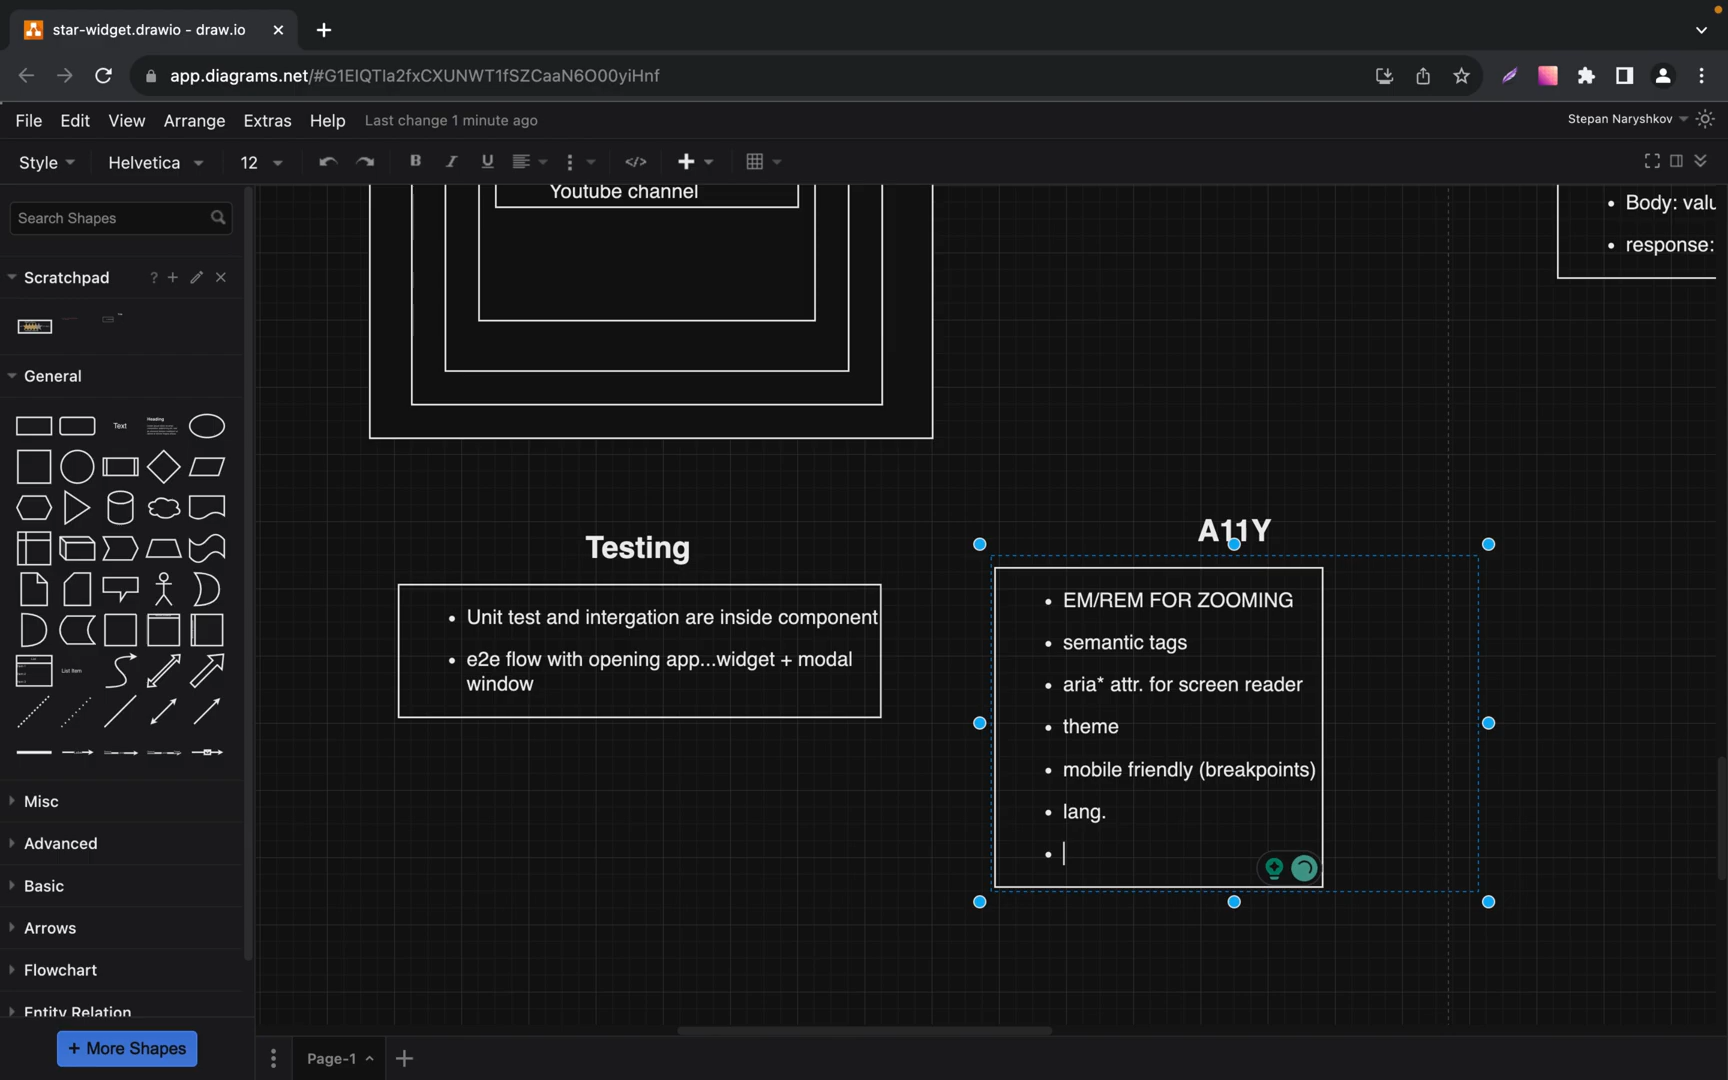 star-widget.drawio - draw.io
app.diagrams.net/#G1EIQTIa2fxCXUNWT1fSZCaaN6O00yiHnf
File Edit View Arrange Extras Help Last change 1 minute ago
Stepan Naryshkov
Style Helvetica 12 B I U
Search Shapes
Scratchpad ?
General
Text
Heading
List Item
Misc
Advanced
Basic
Arrows
Flowchart
Entity Relation
+ More Shapes
Youtube channel
• Body: valu
• response:
Testing
• Unit test and intergation are inside component
• e2e flow with opening app...widget + modal
window
A11Y
• EM/REM FOR ZOOMING
• semantic tags
• aria* attr. for screen reader
• theme
• mobile friendly (breakpoints)
• lang.
•
Page-1